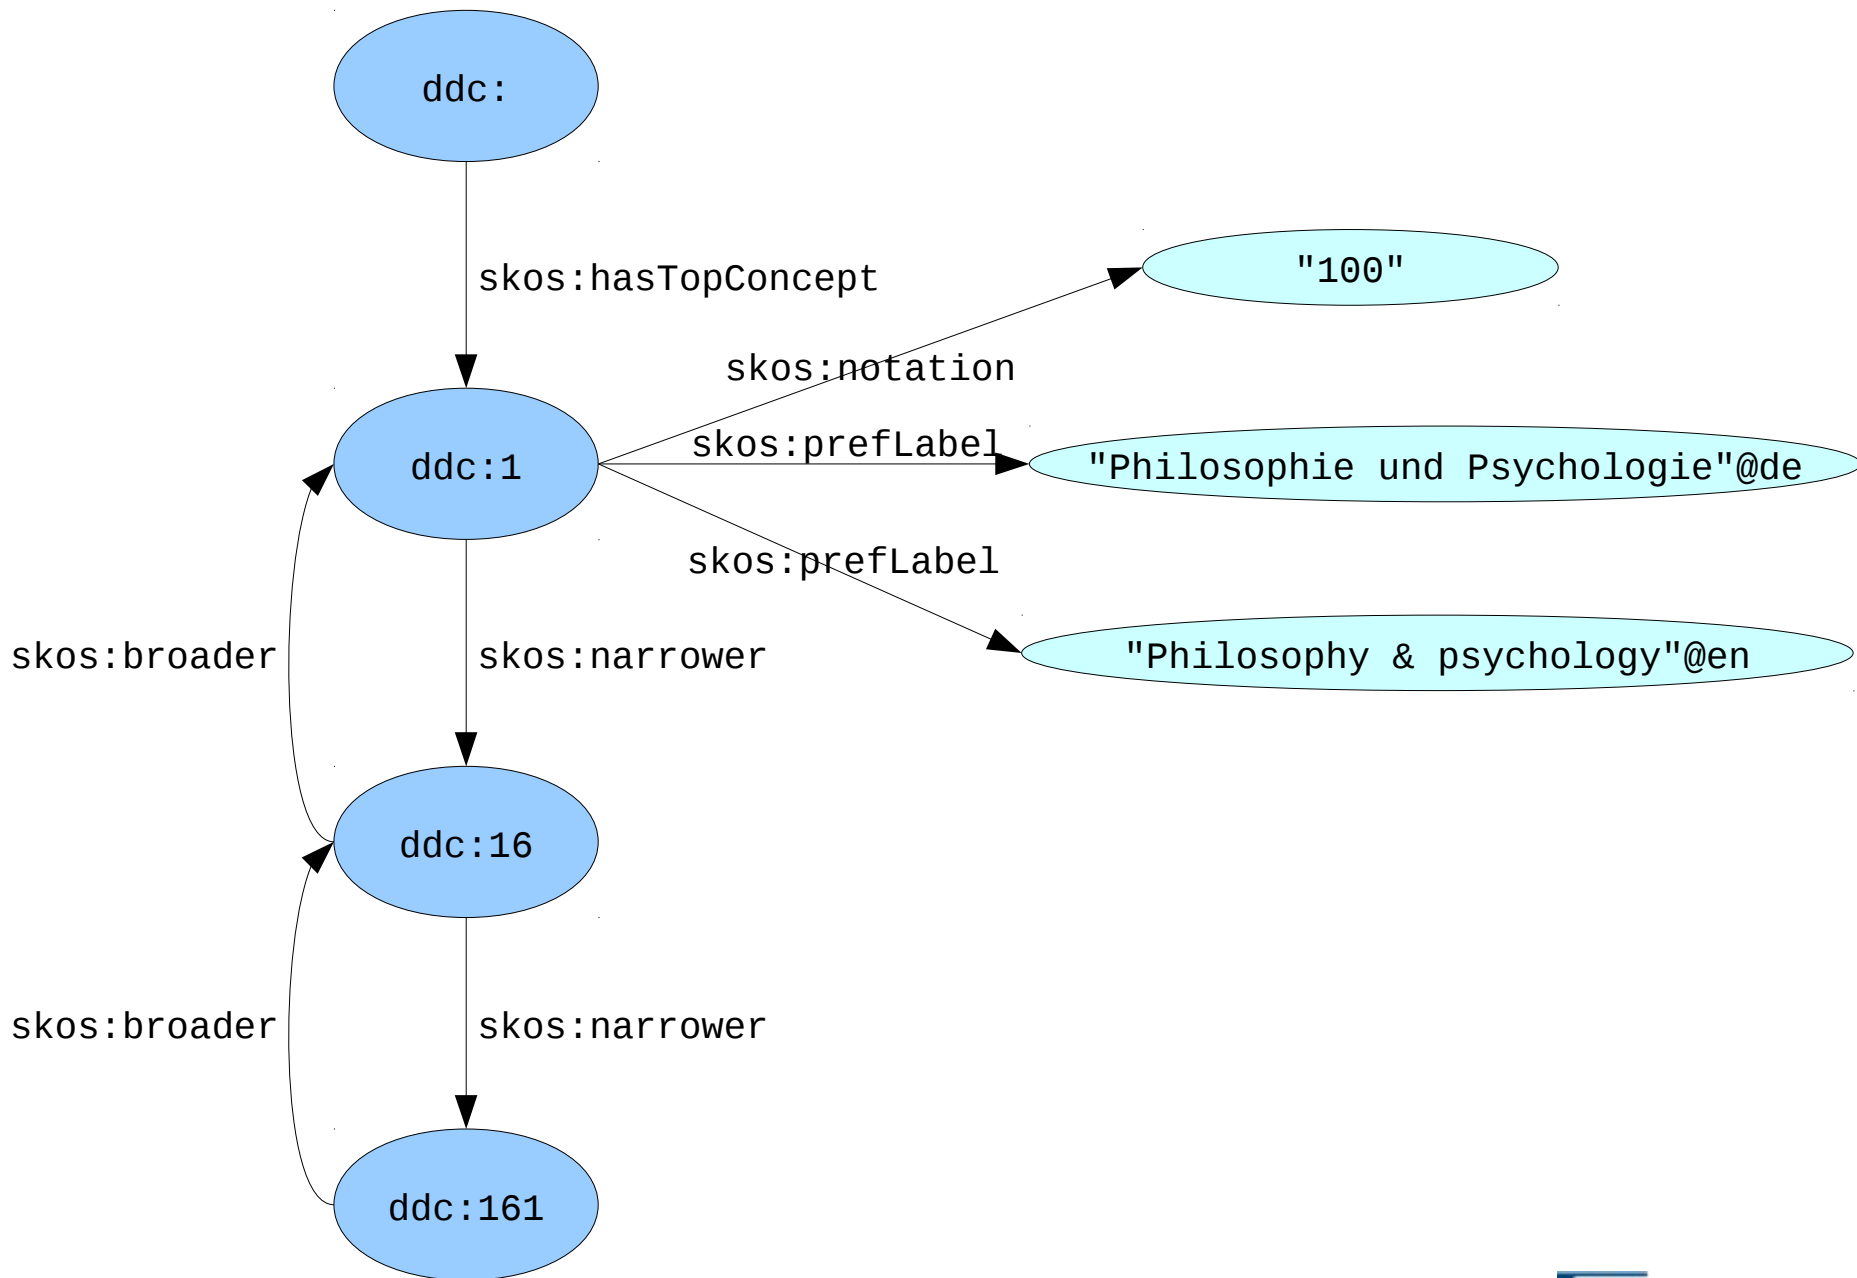 ddc:
skos:hasTopConcept
"100"
skos:notation
skos:prefLabel
ddc:1
"Philosophie und Psychologie"@de
skos:prefLabel
skos:broader
skos:narrower
"Philosophy & psychology"@en
ddc:16
skos:broader
skos:narrower
ddc:161